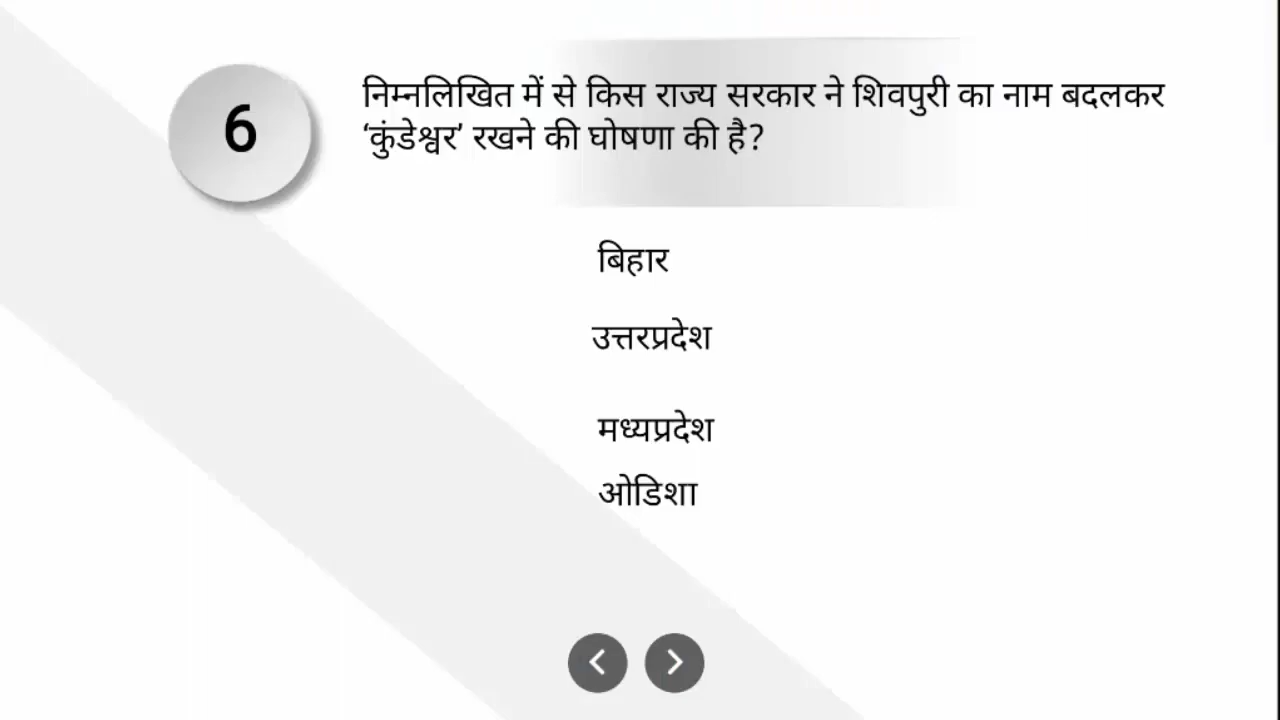 6
निम्नलिखित में से किस राज्य सरकार ने शिवपुरी का नाम बदलकर
‘कुंडेश्वर’ रखने की घोषणा की है?
बिहार
उत्तरप्रदेश
मध्यप्रदेश
ओडिशा